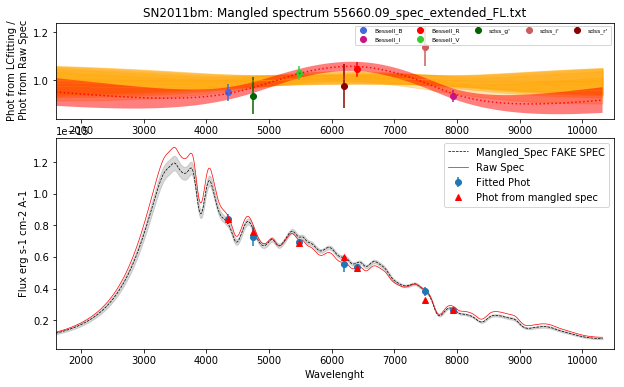 SN2011bm: Mangled spectrum 55660.09_spec_extended_FL.txt
Phot from LCfitting /
Phot from Raw Spec
1.2
1.0
Bessell_B Bessell_R sdss_g' sdss_i' sdss_r'
Bessell_I Bessell_V
2000 3000 4000 5000 6000 7000 8000 9000 10000
Flux erg s-1 cm-2 A-1
1.2
1.0
0.8
0.6
0.4
0.2
Mangled_Spec FAKE SPEC
Raw Spec
Fitted Phot
Phot from mangled spec
2000 3000 4000 5000 6000 7000 8000 9000 10000
Wavelenght